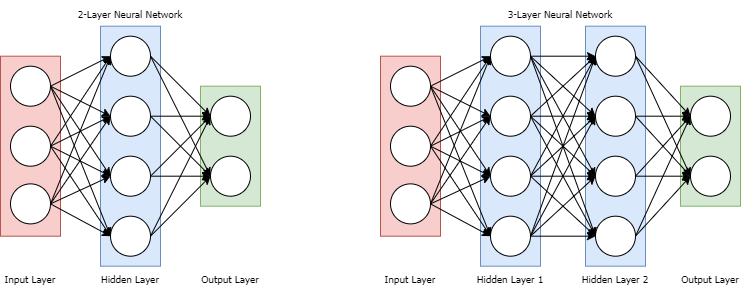 2-Layer Neural Network
3-Layer Neural Network
Input Layer
Hidden Layer
Output Layer
Input Layer
Hidden Layer 1
Hidden Layer 2
Output Layer